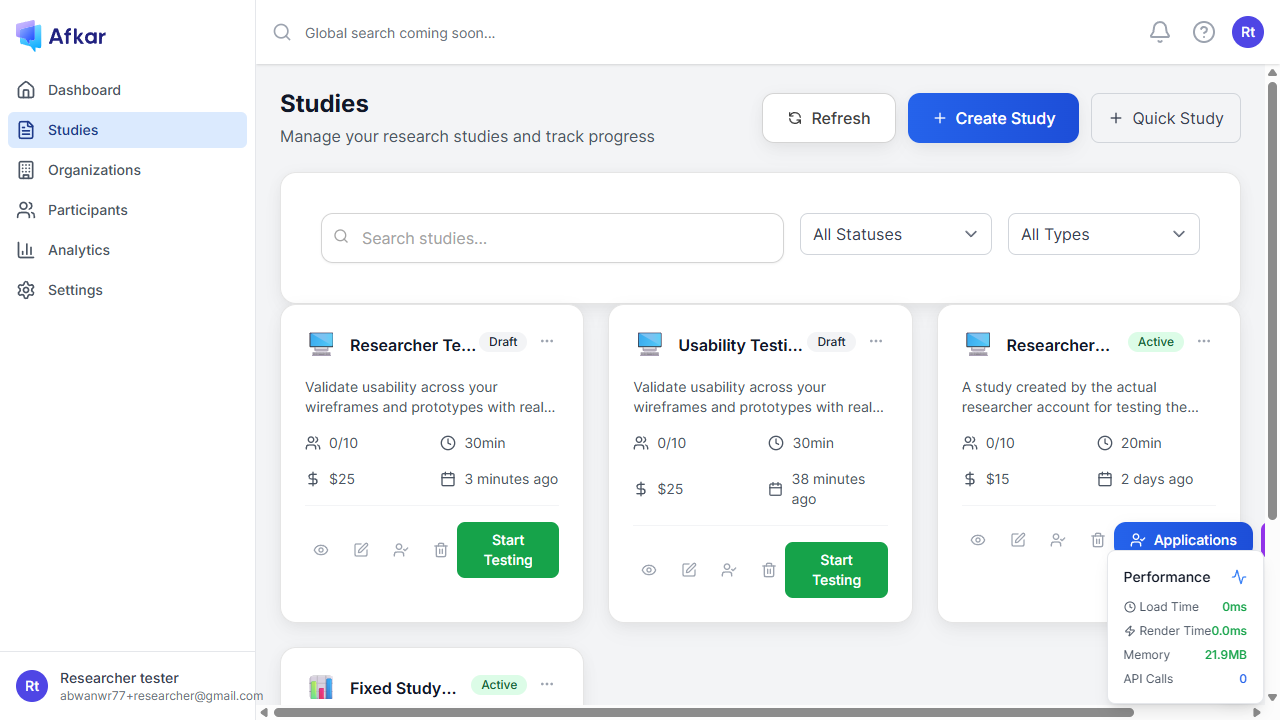 Afkar
Global search coming soon...
Rt
Dashboard
Studies
Organizations
Participants
Analytics
Settings
Studies
Manage your research studies and track progress
Refresh
Create Study
Quick Study
Search studies...
All Statuses
All Types
Researcher Te...
Draft
Validate usability across your
wireframes and prototypes with real...
0/10
30min
$25
3 minutes ago
Start
Testing
Usability Testi...
Draft
Validate usability across your
wireframes and prototypes with real...
0/10
30min
$25
38 minutes
ago
Start
Testing
Researcher...
Active
A study created by the actual
researcher account for testing the...
0/10
20min
$15
2 days ago
Applications
Fixed Study...
Active
Performance
Load Time 0ms
Render Time 0.0ms
Memory 21.9MB
API Calls 0
Rt
Researcher tester
abwanwr77+researcher@gmail.com